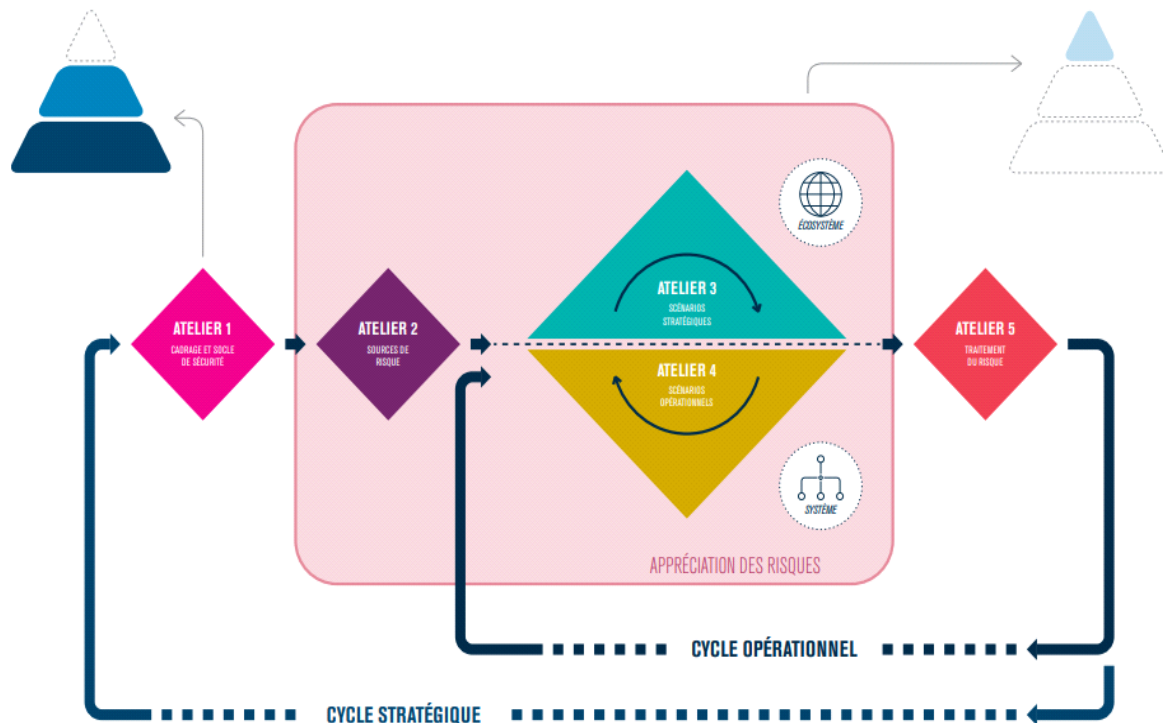 ÉCOSYSTÈME
ATELIER 1
CADRAGE ET SOCLE
DE SÉCURITÉ
ATELIER 2
SOURCES DE
RISQUE
ATELIER 3
SCÉNARIOS
STRATÉGIQUES
ATELIER 4
SCÉNARIOS
OPÉRATIONNELS
ATELIER 5
TRAITEMENT
DU RISQUE
SYSTÈME
APPRÉCIATION DES RISQUES
CYCLE OPÉRATIONNEL
CYCLE STRATÉGIQUE